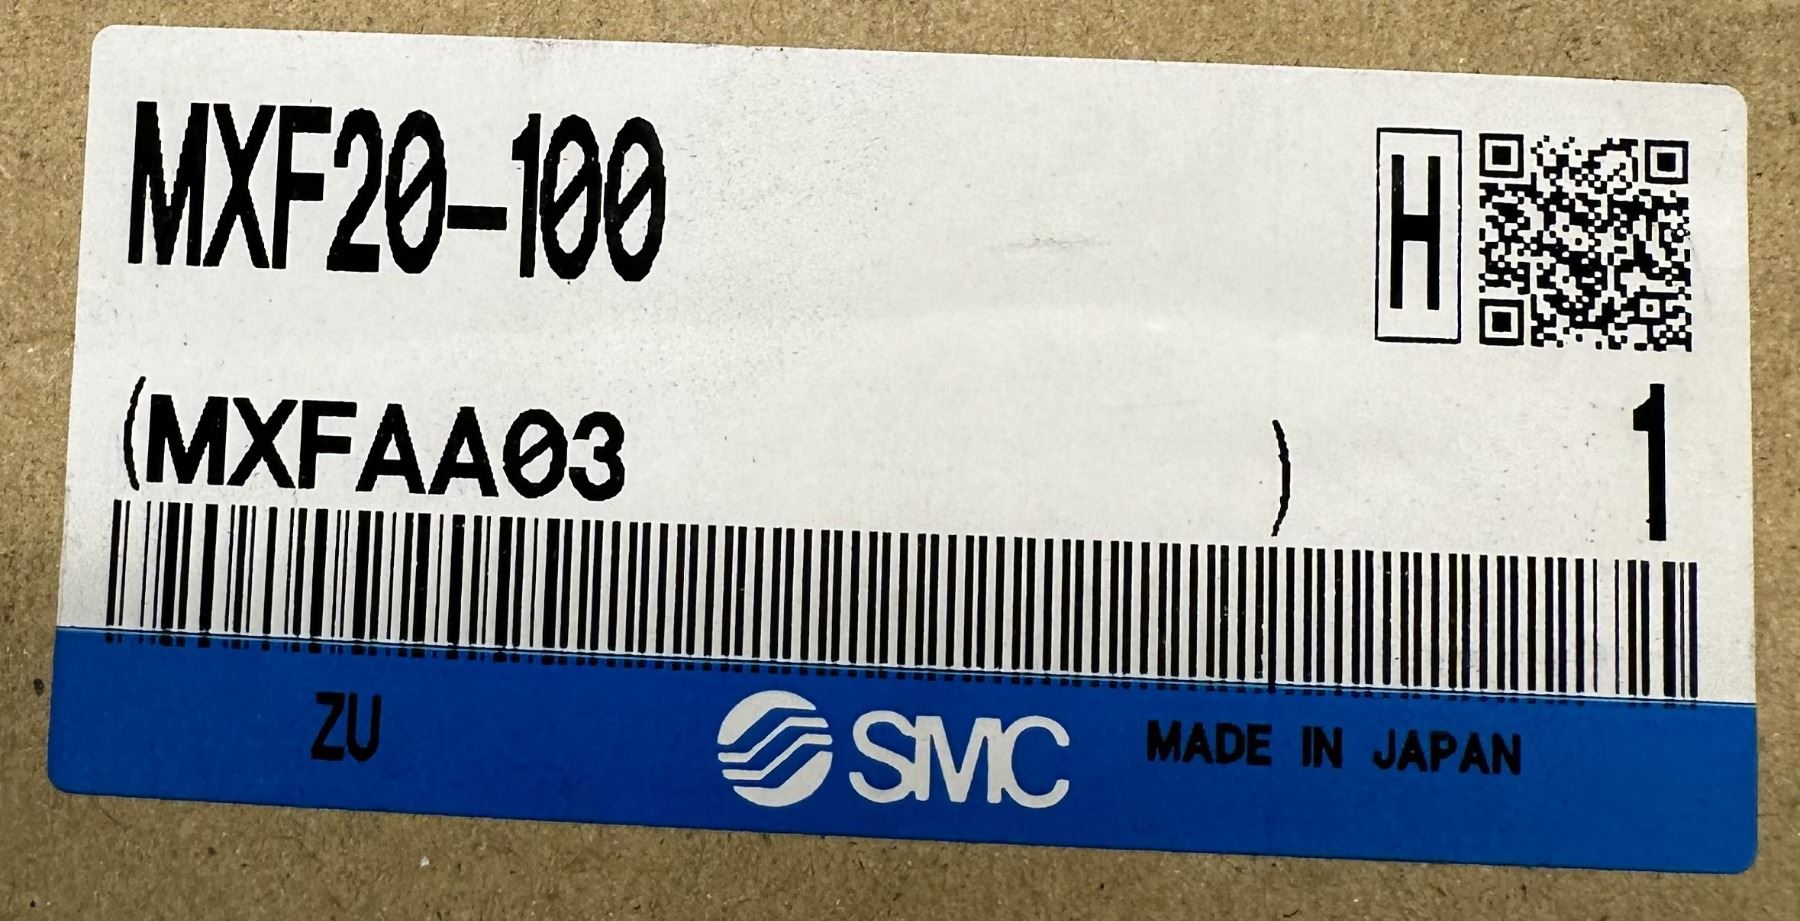 MXF20-100
H
(MXFAA03 )
1
ZU
SMC
MADE IN JAPAN